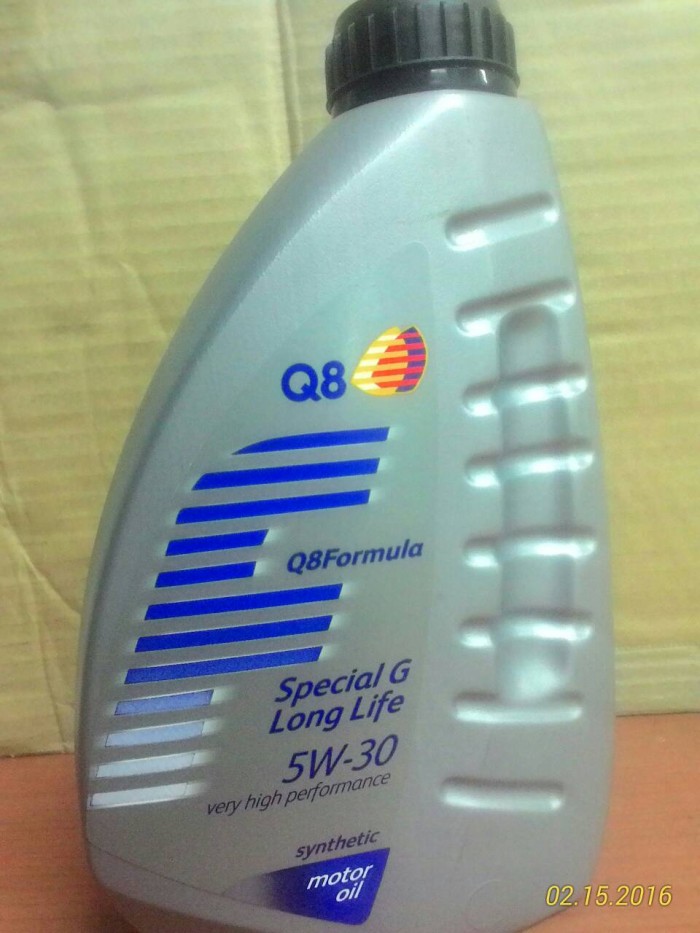 Q8
Q8Formula
Special G
Long Life
5W-30
very high performance
synthetic
motor
oil
02.15.2016